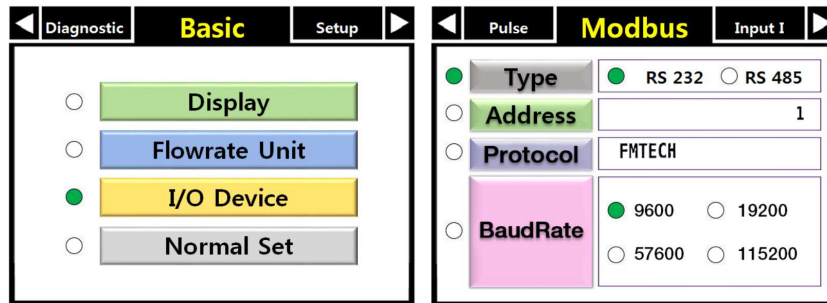 Diagnostic Basic Setup
Display
Flowrate Unit
I/O Device
Normal Set
Pulse Modbus Input I
Type RS 232 RS 485
Address 1
Protocol FMTECH
BaudRate 9600 19200
57600 115200